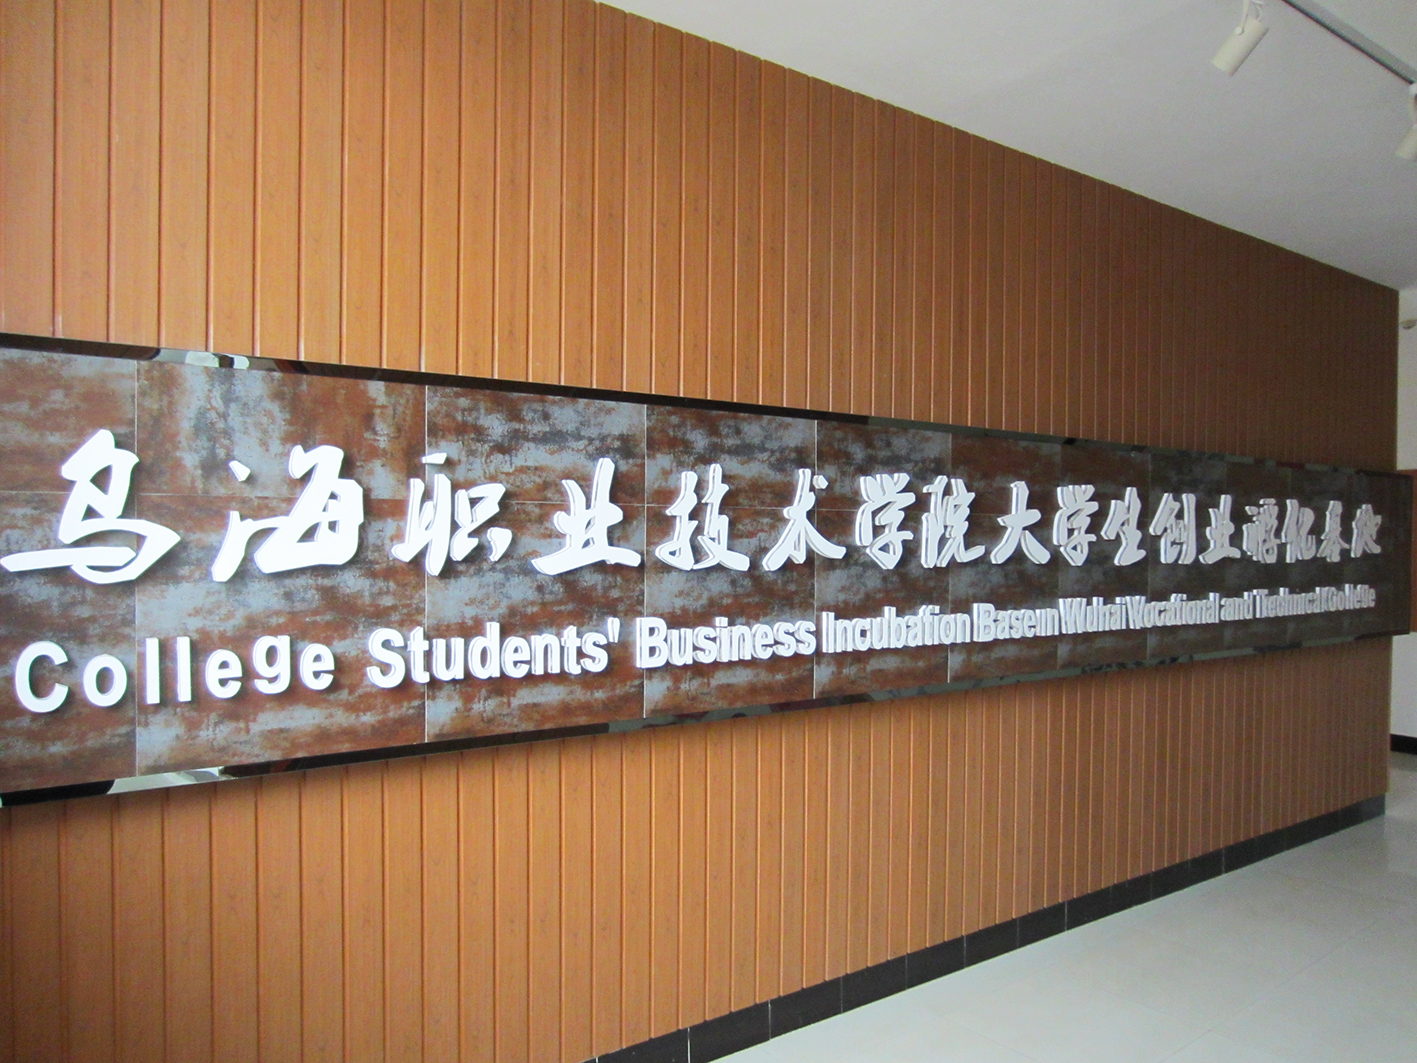 乌海职业技术学院大学生创业孵化基地
College Students' Business Incubation Base in Wuhai Vocational and Technical College